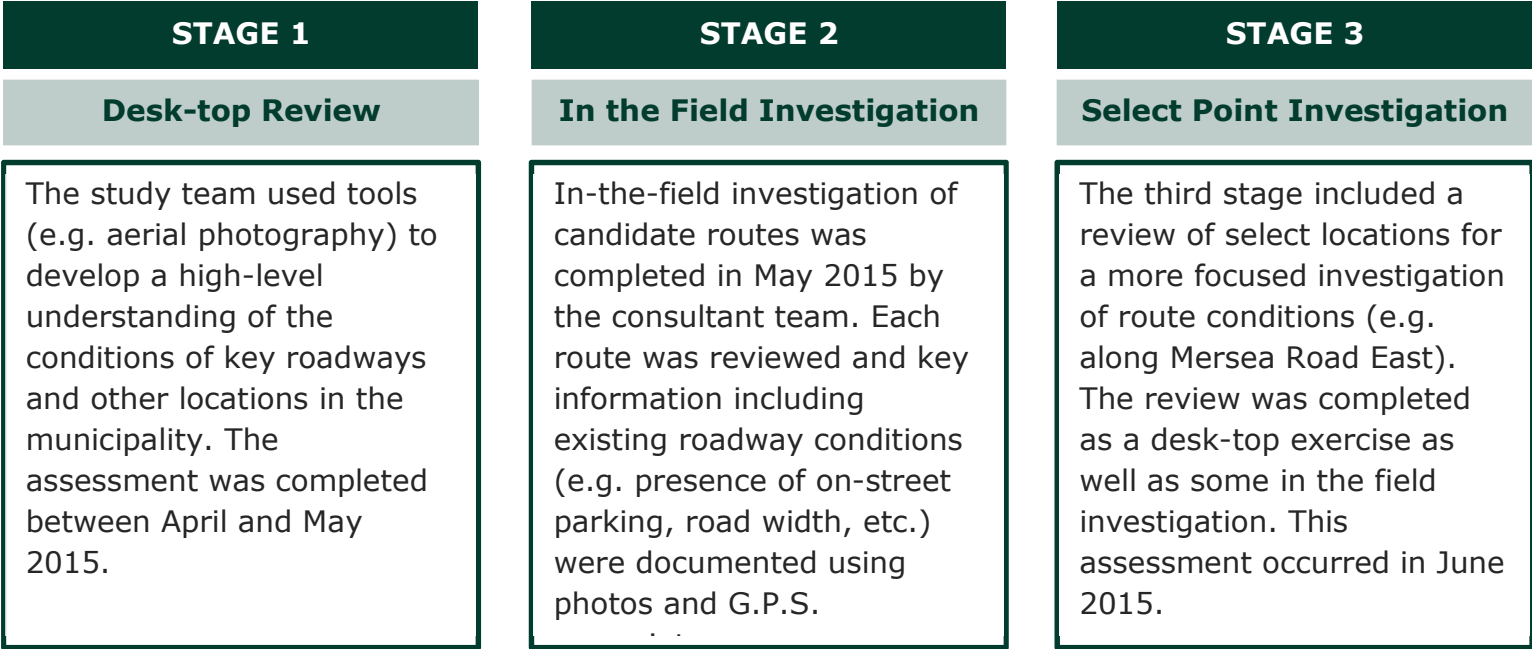 STAGE 1
Desk-top Review
The study team used tools
(e.g. aerial photography) to
develop a high-level
understanding of the
conditions of key roadways
and other locations in the
municipality. The
assessment was completed
between April and May
2015.
STAGE 2
In the Field Investigation
In-the-field investigation of
candidate routes was
completed in May 2015 by
the consultant team. Each
route was reviewed and key
information including
existing roadway conditions
(e.g. presence of on-street
parking, road width, etc.)
were documented using
photos and G.P.S.
STAGE 3
Select Point Investigation
The third stage included a
review of select locations for
a more focused investigation
of route conditions (e.g.
along Mersea Road East).
The review was completed
as a desk-top exercise as
well as some in the field
investigation. This
assessment occurred in June
2015.